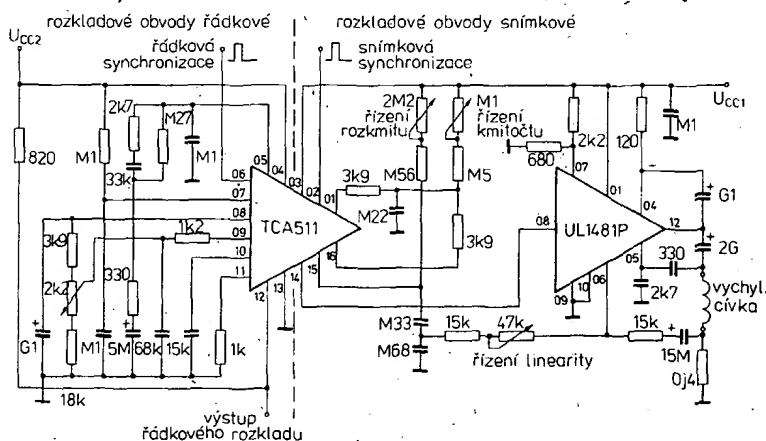 rozkladové obvody řádkové
rozkladové obvody snímkové
UCC2
řádková
synchronizace
snímková
synchronizace
2k7
M27
2M2
řízení
rozkmitu
M1
řízení
kmitočtu
UCC1
820
M1
33k
M1
05
04
03
02
01
06
07
08
09
10
11
12
13
14
15
16
TCA511
3k9
M56
M5
M22
3k9
680
2k2
120
M1
07
01
04
08
UL1481P
12
05
06
10
09
G1
2G
330
2k7
vychyl.
cívka
3k9
1k2
2k2
330
G1
M1
5M
68k
15k
1k
18k
M33
M68
15k
47k
řízení linearity
15k
15M
0j4
výstup
řádkového rozkladu